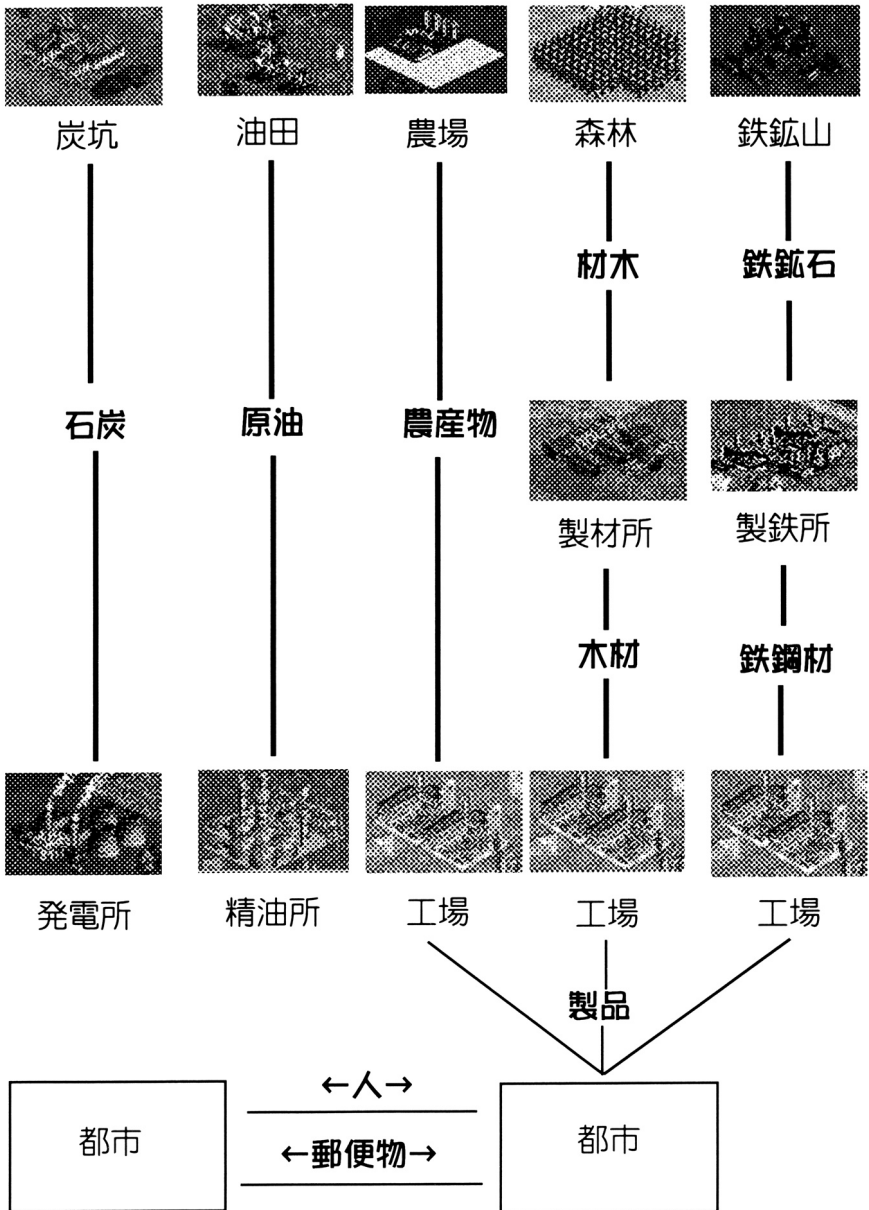 炭坑 油田 農場 森林 鉄鉱山
材木 鉄鉱石
石炭 原油 農産物
製材所 製鉄所
木材 鉄鋼材
発電所 精油所 工場 工場 工場
製品
←人→
都市 都市
←郵便物→